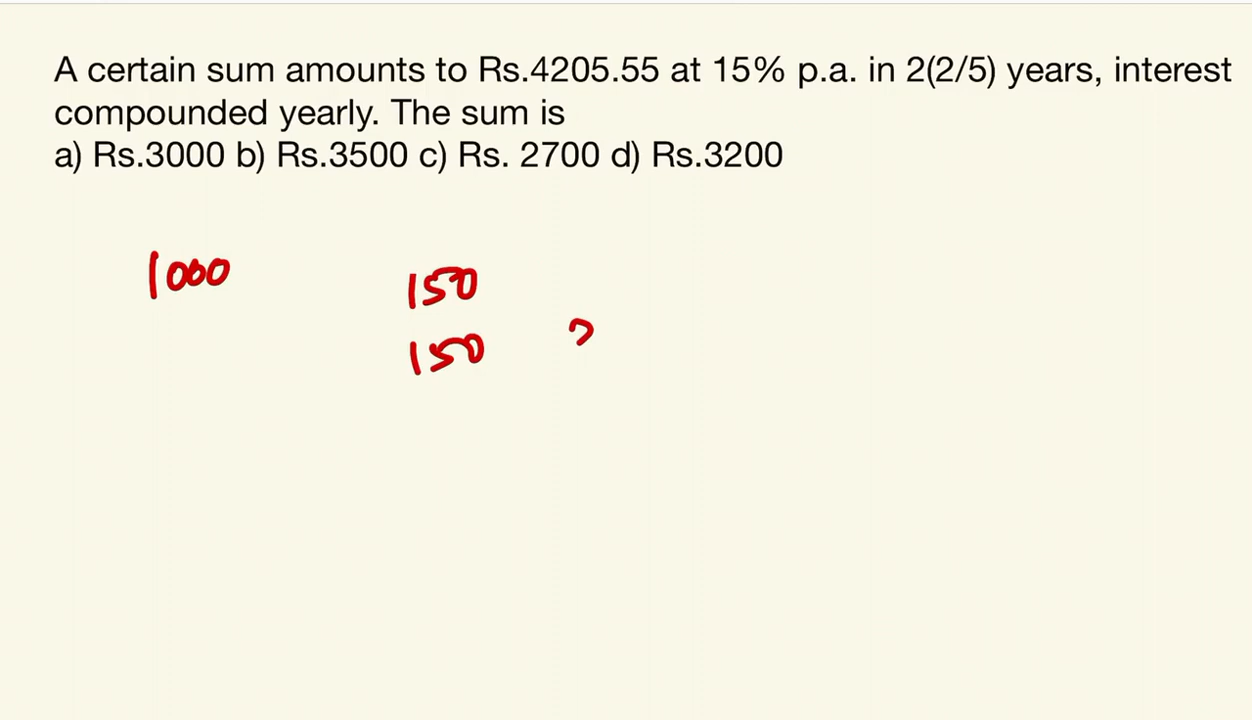 A certain sum amounts to Rs.4205.55 at 15% p.a. in 2(2/5) years, interest
compounded yearly. The sum is
a) Rs.3000 b) Rs.3500 c) Rs. 2700 d) Rs.3200
1000 150
150